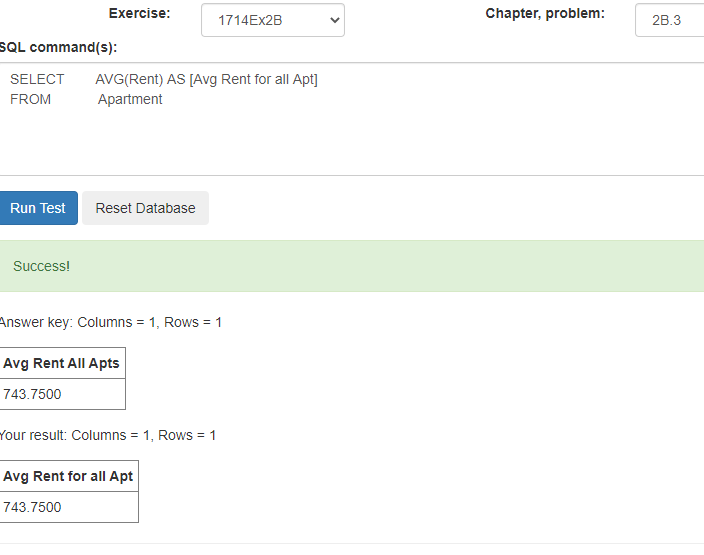 Exercise: 1714Ex2B Chapter, problem: 2B.3
SQL command(s):
SELECT AVG(Rent) AS [Avg Rent for all Apt]
FROM Apartment
Run Test Reset Database
Success!
Answer key: Columns = 1, Rows = 1
Avg Rent All Apts
743.7500
Your result: Columns = 1, Rows = 1
Avg Rent for all Apt
743.7500